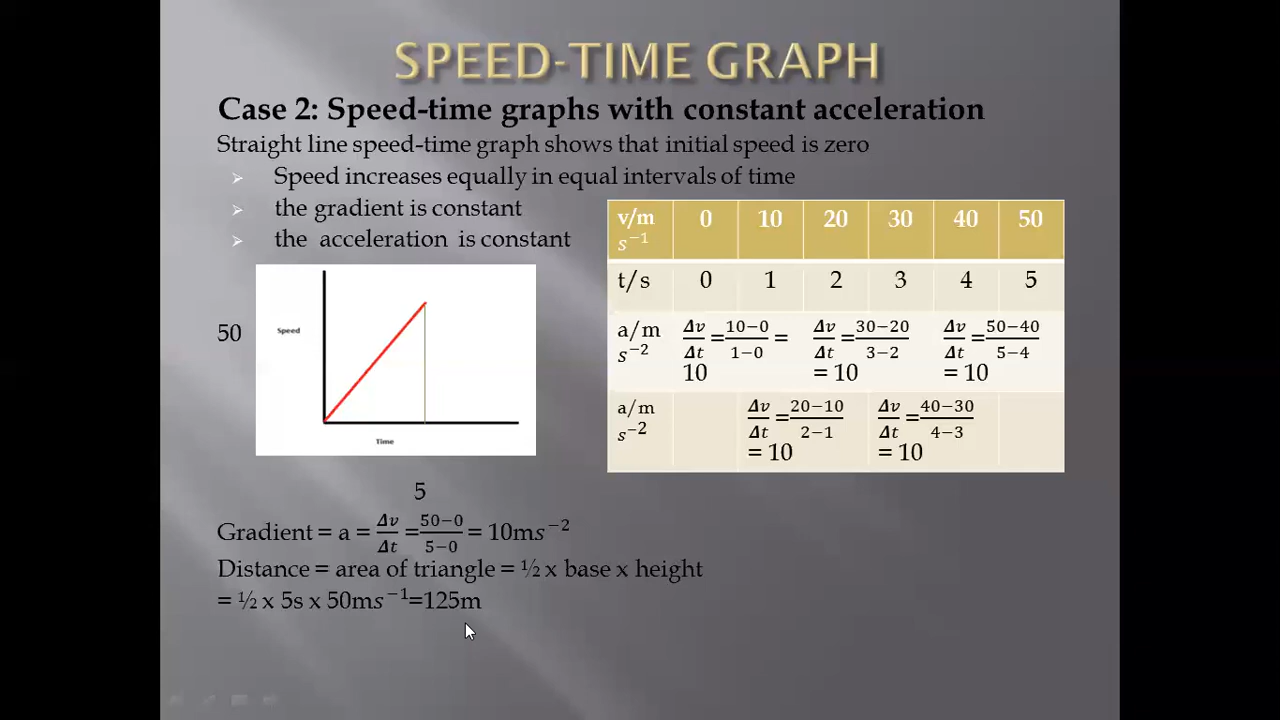 SPEED-TIME GRAPH
Case 2: Speed-time graphs with constant acceleration
Straight line speed-time graph shows that initial speed is zero
➢ Speed increases equally in equal intervals of time
➢ the gradient is constant
➢ the acceleration is constant
v/m s⁻¹ 0 10 20 30 40 50
t/s 0 1 2 3 4 5
a/m s⁻² Δv/Δt = (10−0)/(1−0) = 10 Δv/Δt = (30−20)/(3−2) = 10 Δv/Δt = (50−40)/(5−4) = 10
a/m s⁻² Δv/Δt = (20−10)/(2−1) = 10 Δv/Δt = (40−30)/(4−3) = 10
50
Speed
Time
5
Gradient = a = Δv/Δt = (50−0)/(5−0) = 10ms⁻²
Distance = area of triangle = ½ x base x height
= ½ x 5s x 50ms⁻¹=125m